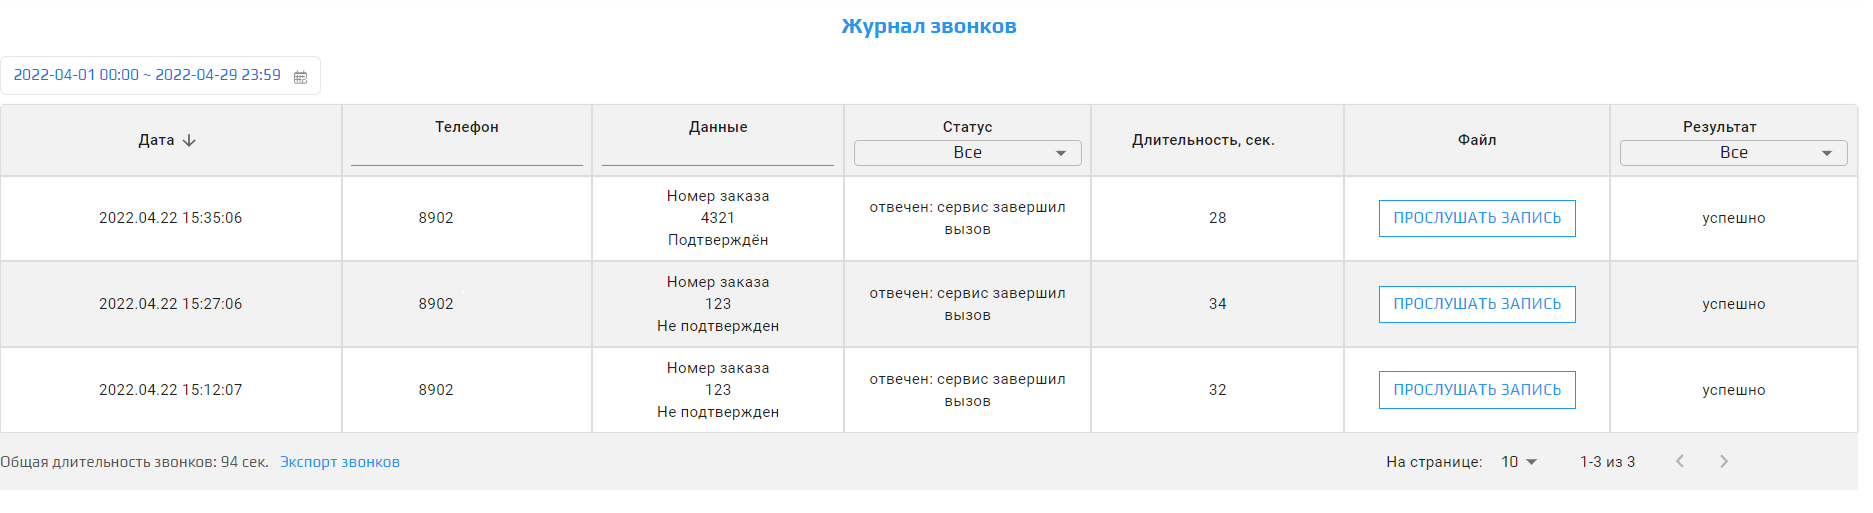 Журнал звонков
2022-04-01 00:00 ~ 2022-04-29 23:59
Дата Телефон Данные Статус Длительность, сек. Файл Результат
Все Все
2022.04.22 15:35:06 8902 Номер заказа 4321 Подтверждён отвечен: сервис завершил вызов 28 ПРОСЛУШАТЬ ЗАПИСЬ успешно
2022.04.22 15:27:06 8902 Номер заказа 123 Не подтвержден отвечен: сервис завершил вызов 34 ПРОСЛУШАТЬ ЗАПИСЬ успешно
2022.04.22 15:12:07 8902 Номер заказа 123 Не подтвержден отвечен: сервис завершил вызов 32 ПРОСЛУШАТЬ ЗАПИСЬ успешно
Общая длительность звонков: 94 сек. Экспорт звонков На странице: 10 1-3 из 3